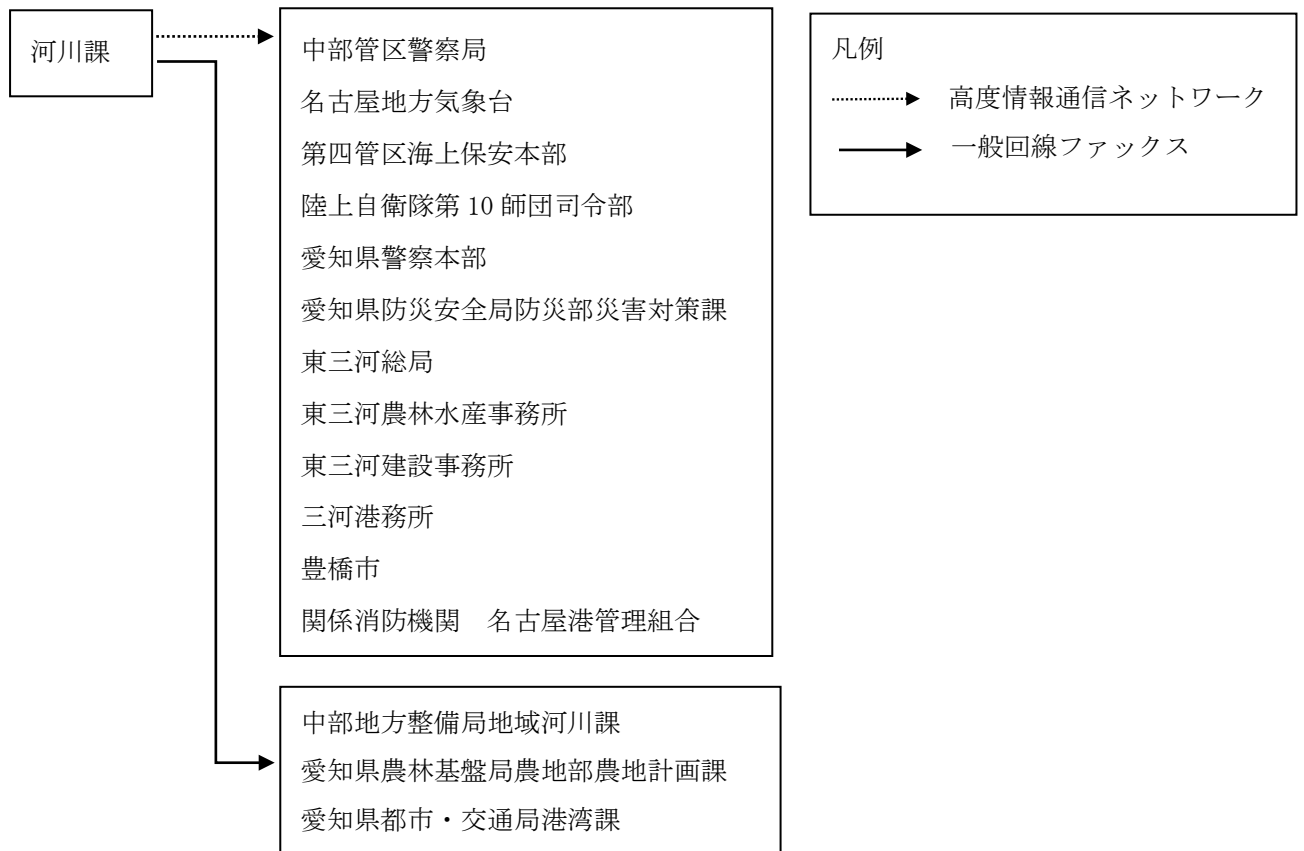 河川課
中部管区警察局
名古屋地方気象台
第四管区海上保安本部
陸上自衛隊第 10 師団司令部
愛知県警察本部
愛知県防災安全局防災部災害対策課
東三河総局
東三河農林水産事務所
東三河建設事務所
三河港務所
豊橋市
関係消防機関　名古屋港管理組合
中部地方整備局地域河川課
愛知県農林基盤局農地部農地計画課
愛知県都市・交通局港湾課
凡例
高度情報通信ネットワーク
一般回線ファックス